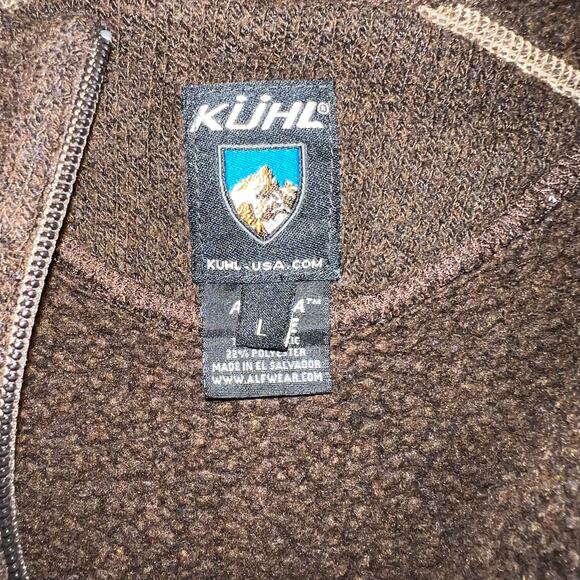 KÜHL®
KUHL-USA.COM
L
22% POLYESTER
MADE IN EL SALVADOR
WWW.ALFWEAR.COM